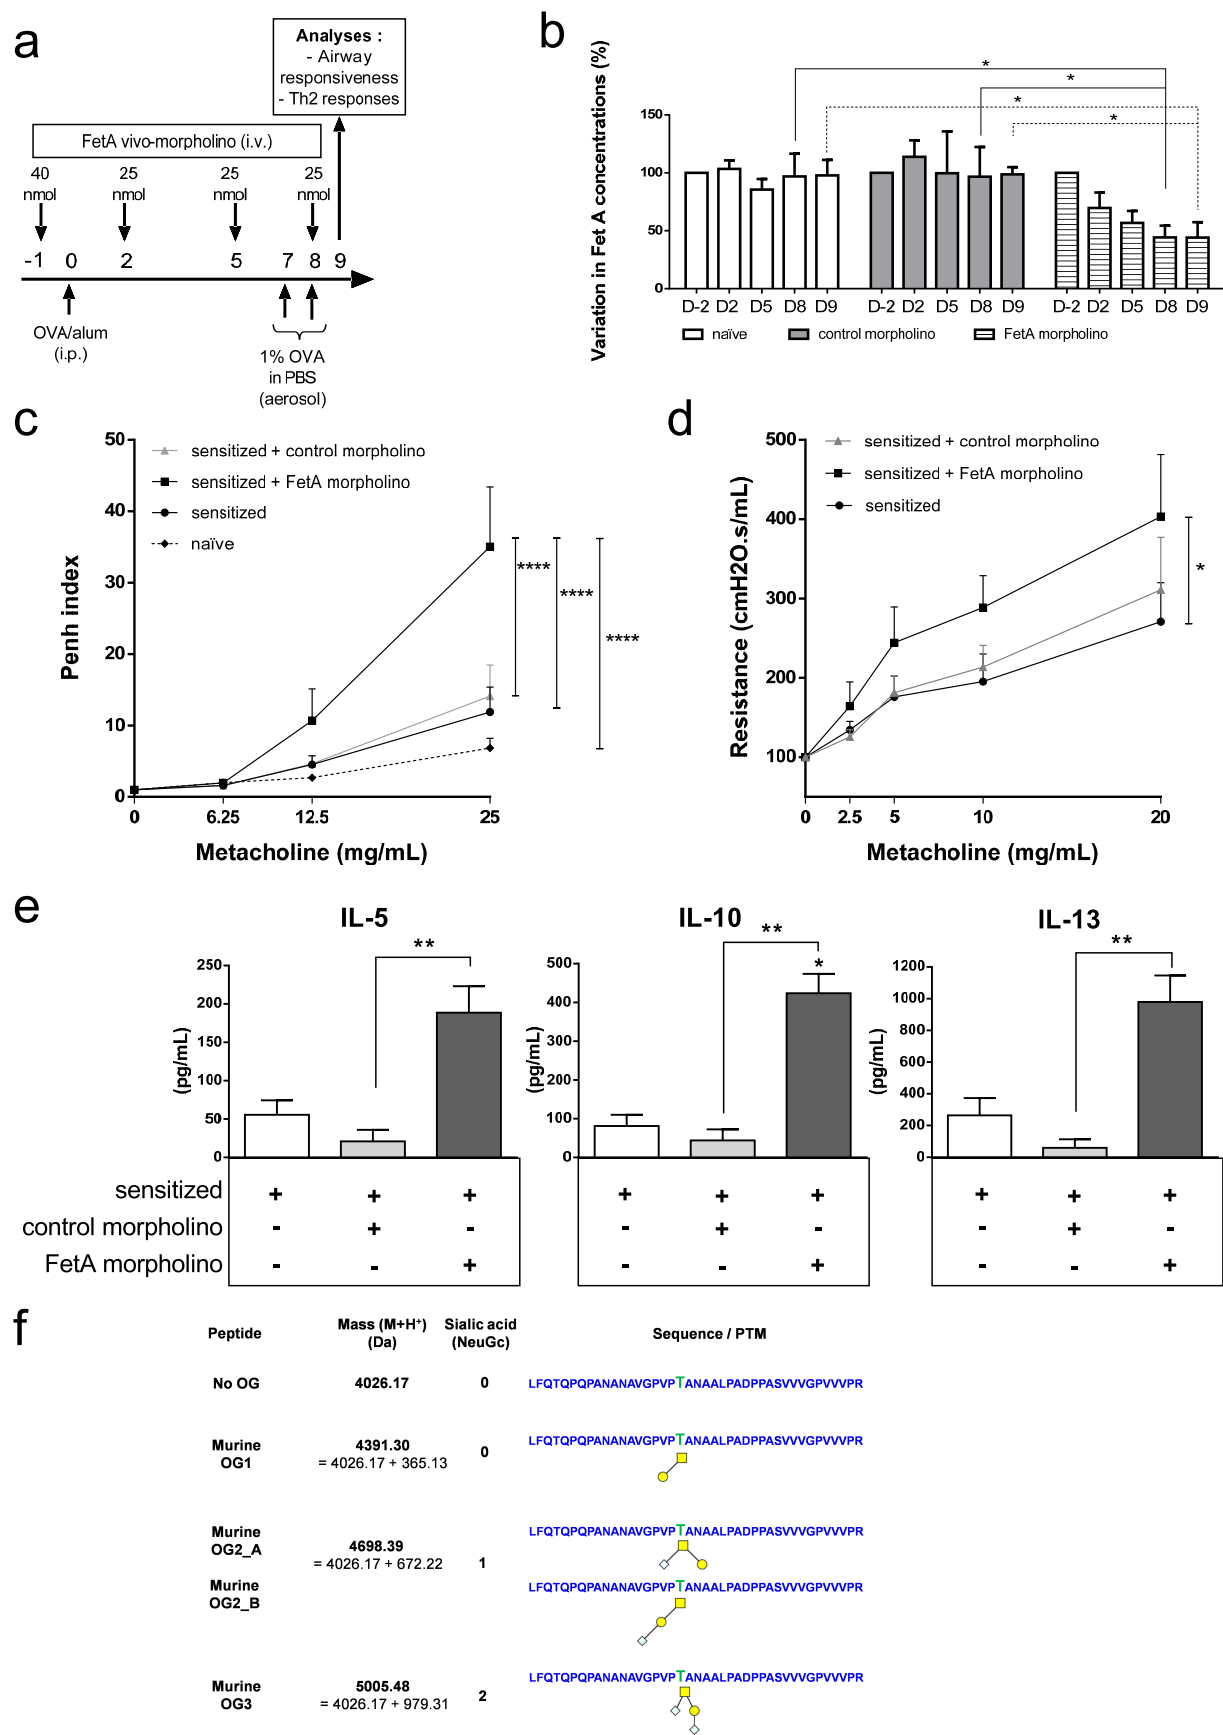 a
Analyses :
- Airway
responsiveness
- Th2 responses
FetA vivo-morpholino (i.v.)
40 25 25 25
nmol nmol nmol nmol
-1 0 2 5 7 8 9
OVA/alum
(i.p.)
1% OVA
in PBS
(aerosol)
b
Variation in Fet A concentrations (%)
150
100
50
0
* * * *
D-2 D2 D5 D8 D9 D-2 D2 D5 D8 D9 D-2 D2 D5 D8 D9
naïve control morpholino FetA morpholino
c
Penh index
50
40
30
20
10
0
sensitized + control morpholino
sensitized + FetA morpholino
sensitized
naïve
****
****
****
0 6.25 12.5 25
Metacholine (mg/mL)
d
Resistance (cmH2O.s/mL)
500
400
300
200
100
sensitized + control morpholino
sensitized + FetA morpholino
sensitized
*
0 2.5 5 10 20
Metacholine (mg/mL)
e
IL-5
(pg/mL)
250
200
150
100
50
0
**
IL-10
(pg/mL)
500
400
300
200
100
0
**
*
IL-13
(pg/mL)
1200
1000
800
600
400
200
0
**
sensitized + + + + + + + + +
control morpholino - + - - + - - + -
FetA morpholino - - + - - + - - +
f
Peptide Mass (M+H⁺) (Da) Sialic acid (NeuGc) Sequence / PTM
No OG 4026.17 0 LFQTQPQPANANAVGPVPTANAALPADPPASVVVGPVVVPR
Murine OG1 4391.30 0 LFQTQPQPANANAVGPVPTANAALPADPPASVVVGPVVVPR
= 4026.17 + 365.13
Murine OG2_A 4698.39 1 LFQTQPQPANANAVGPVPTANAALPADPPASVVVGPVVVPR
= 4026.17 + 672.22
Murine OG2_B LFQTQPQPANANAVGPVPTANAALPADPPASVVVGPVVVPR
Murine OG3 5005.48 2 LFQTQPQPANANAVGPVPTANAALPADPPASVVVGPVVVPR
= 4026.17 + 979.31